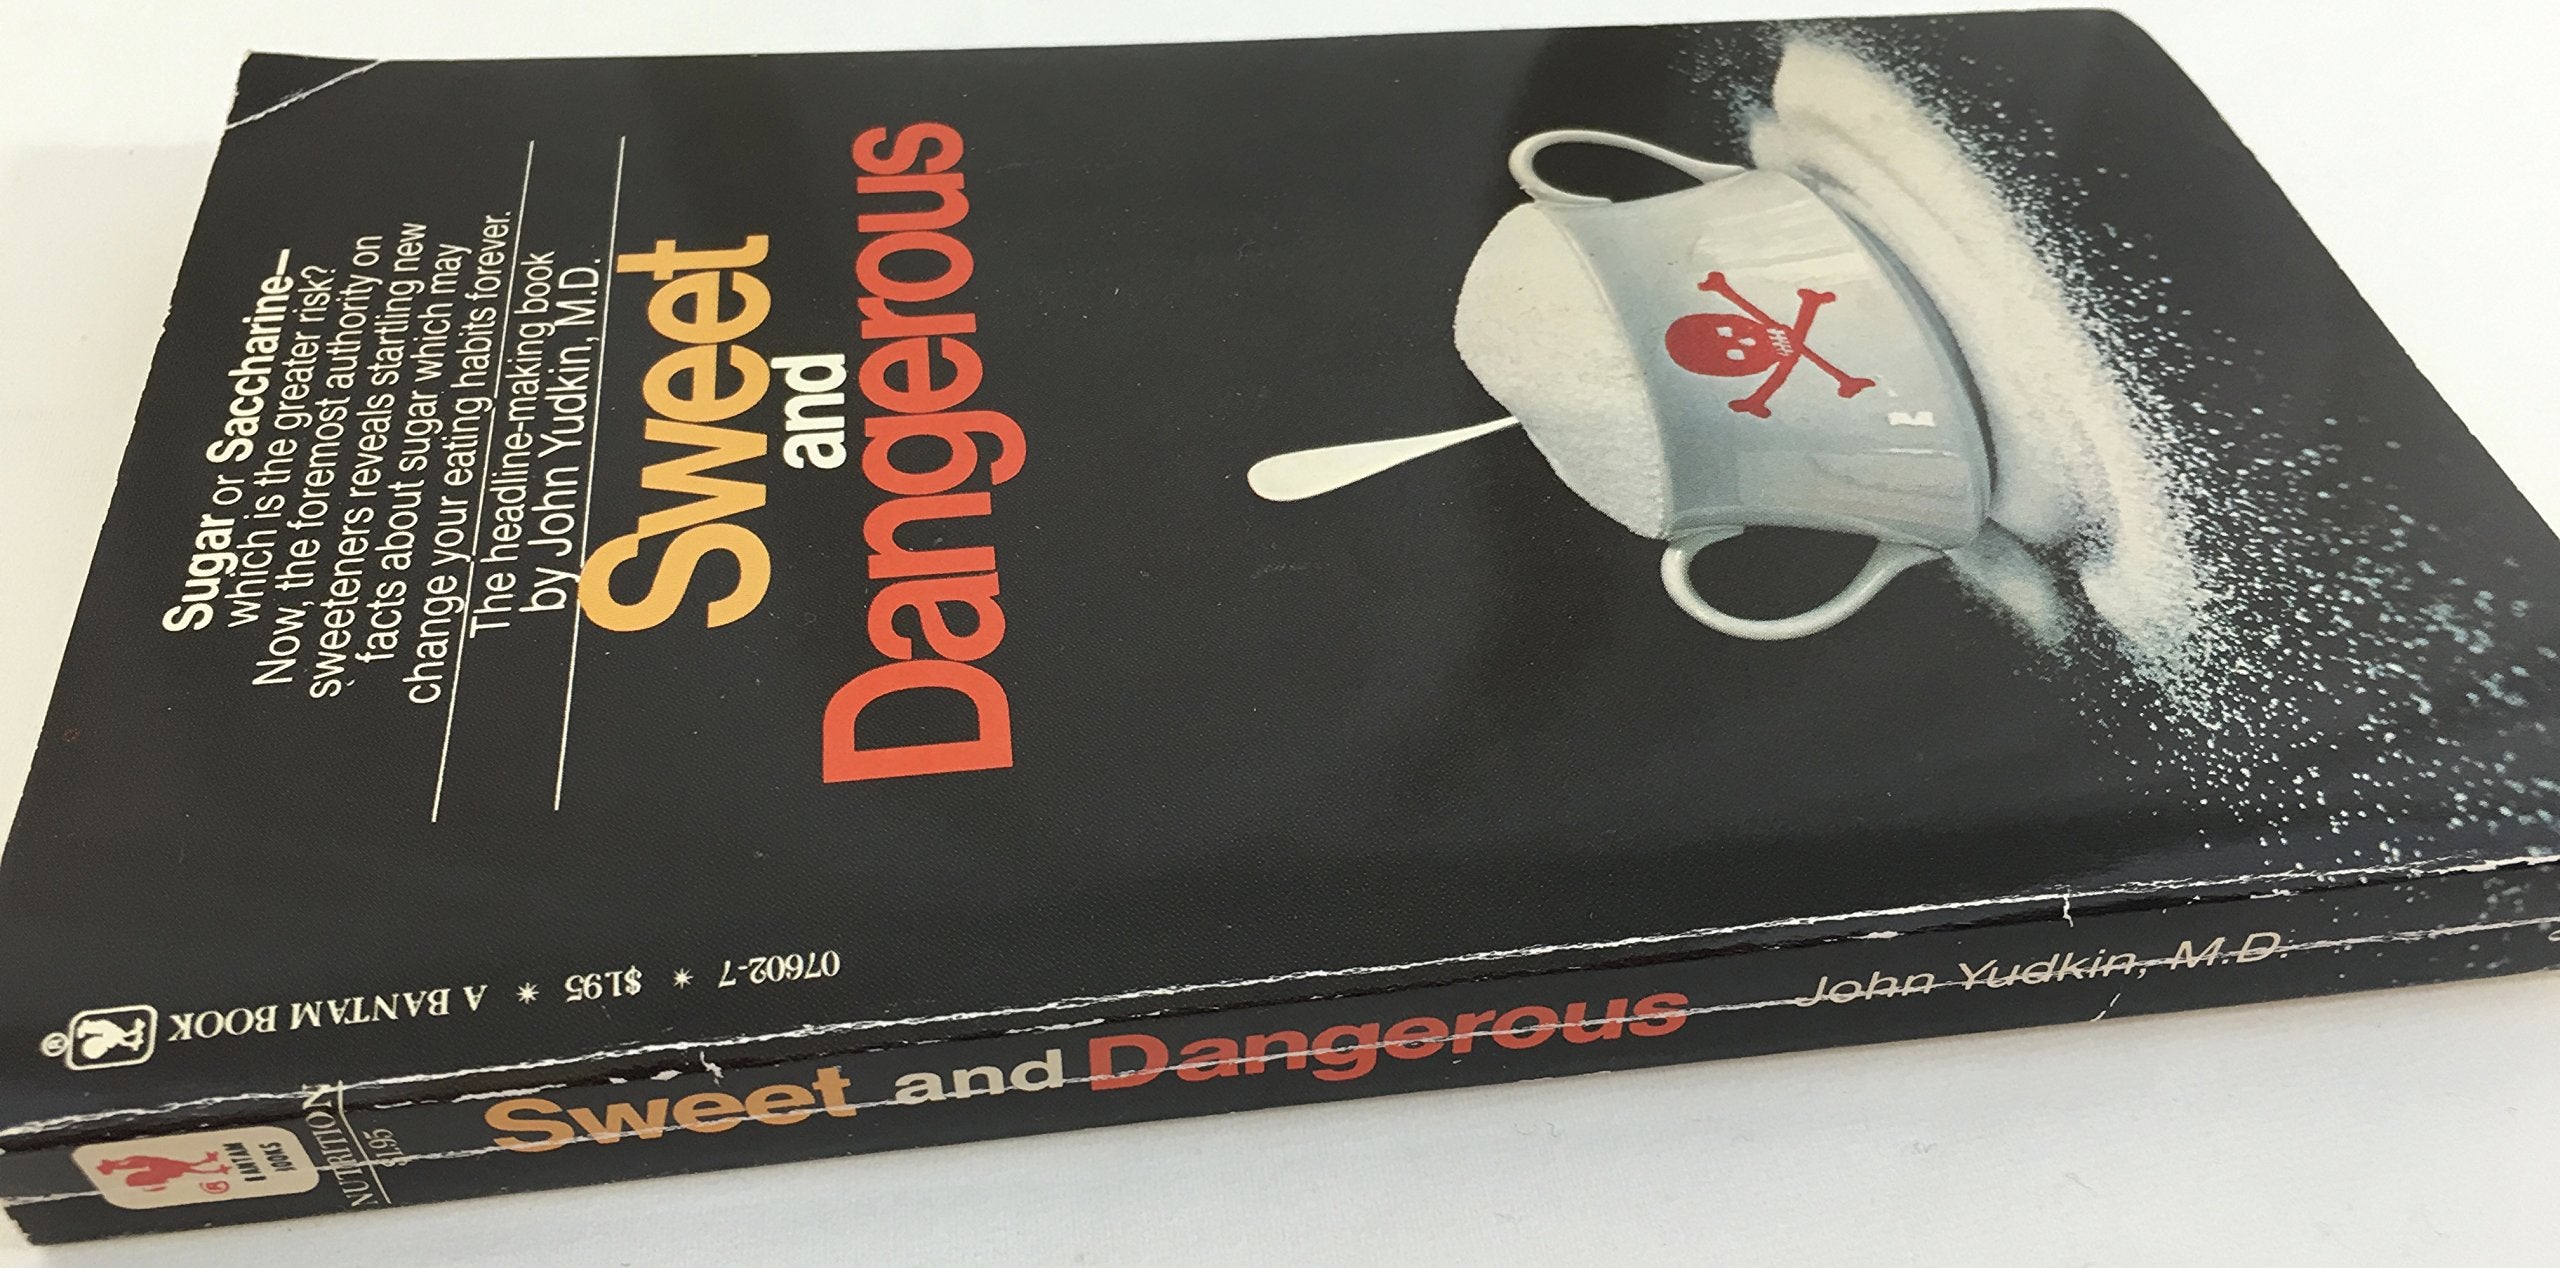 Sugar or Saccharine—
which is the greater risk?
Now, the foremost authority on
sweeteners reveals startling new
facts about sugar which may
change your eating habits forever.
The headline-making book
by John Yudkin, M.D.
Sweet
and
Dangerous
® A BANTAM BOOK * $1.95 * 07602-7
®
BANTAM
BOOKS
NUTRITION
$1.95
Sweet and Dangerous John Yudkin, M.D.